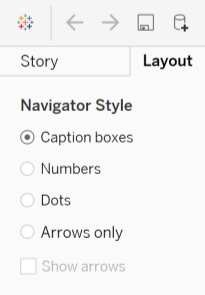 Story Layout
Navigator Style
Caption boxes
Numbers
Dots
Arrows only
Show arrows